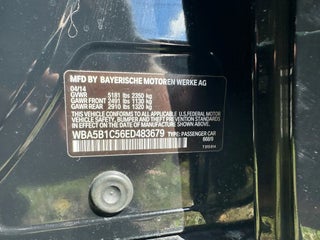 MFD BY BAYERISCHE MOTOREN WERKE AG
04/14
GVWR 5181 lbs 2350 kg
GAWR FRONT 2491 lbs 1130 kg
GAWR REAR 2910 lbs 1320 kg
THIS VEHICLE CONFORMS TO ALL APPLICABLE U.S. FEDERAL MOTOR
VEHICLE SAFETY, BUMPER, AND THEFT PREVENTION STANDARDS
IN EFFECT ON THE DATE OF MANUFACTURE SHOWN ABOVE.
WBA5B1C56ED483679 TYPE: PASSENGER CAR